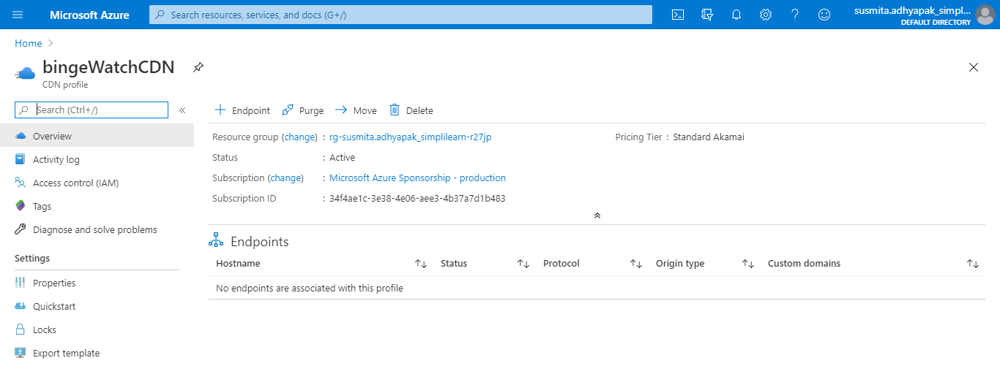 Microsoft Azure
Search resources, services, and docs (G+/)
susmita.adhyapak_simpl...
DEFAULT DIRECTORY
Home
bingeWatchCDN
CDN profile
Search (Ctrl+/)
Overview
Activity log
Access control (IAM)
Tags
Diagnose and solve problems
Settings
Properties
Quickstart
Locks
Export template
Endpoint Purge Move Delete
Resource group (change) : rg-susmita.adhyapak_simplilearn-r27jp
Pricing Tier : Standard Akamai
Status : Active
Subscription (change) : Microsoft Azure Sponsorship - production
Subscription ID : 34f4ae1c-3e38-4e06-aee3-4b37a7d1b483
Endpoints
Hostname Status Protocol Origin type Custom domains
No endpoints are associated with this profile